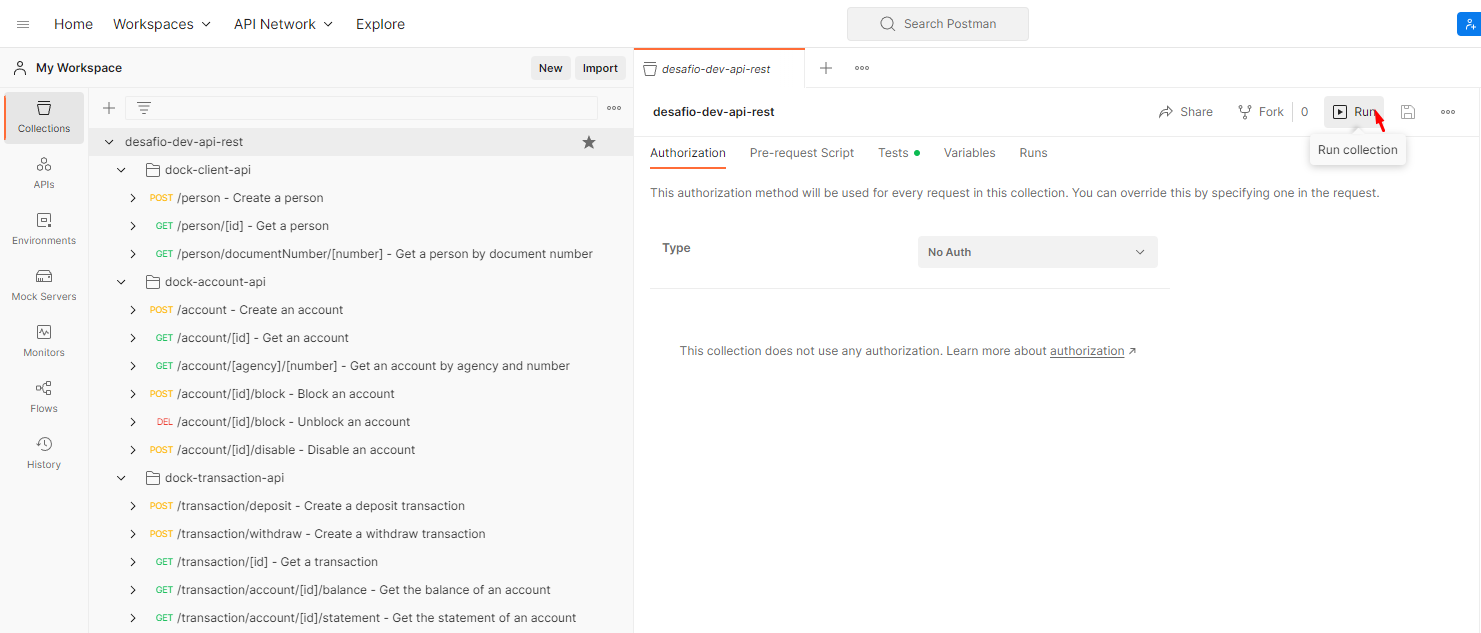 Home Workspaces API Network Explore Search Postman
My Workspace New Import
desafio-dev-api-rest
Collections
APIs
Environments
Mock Servers
Monitors
Flows
History
desafio-dev-api-rest
dock-client-api
POST /person - Create a person
GET /person/[id] - Get a person
GET /person/documentNumber/[number] - Get a person by document number
dock-account-api
POST /account - Create an account
GET /account/[id] - Get an account
GET /account/[agency]/[number] - Get an account by agency and number
POST /account/[id]/block - Block an account
DEL /account/[id]/block - Unblock an account
POST /account/[id]/disable - Disable an account
dock-transaction-api
POST /transaction/deposit - Create a deposit transaction
POST /transaction/withdraw - Create a withdraw transaction
GET /transaction/[id] - Get a transaction
GET /transaction/account/[id]/balance - Get the balance of an account
GET /transaction/account/[id]/statement - Get the statement of an account
desafio-dev-api-rest Share Fork 0 Run
Run collection
Authorization Pre-request Script Tests Variables Runs
This authorization method will be used for every request in this collection. You can override this by specifying one in the request.
Type No Auth
This collection does not use any authorization. Learn more about authorization ↗